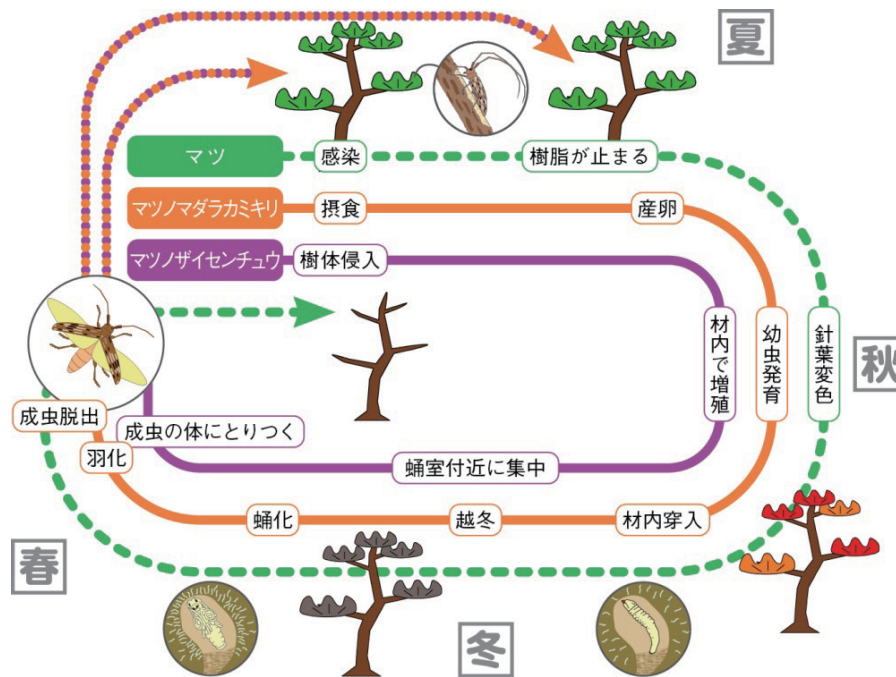 夏
マツ
感染
樹脂が止まる
マツノマダラカミキリ
摂食
産卵
マツノザイセンチュウ
樹体侵入
材内で増殖
幼虫発育
針葉変色
秋
成虫脱出
成虫の体にとりつく
羽化
蛹室付近に集中
蛹化
越冬
材内穿入
春
冬